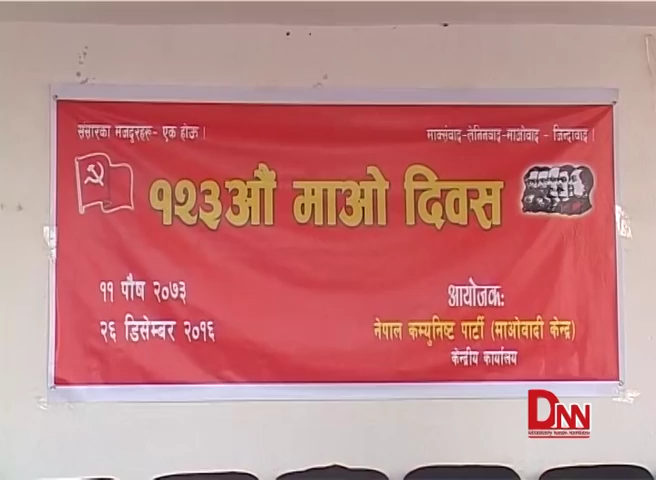 संसारका मजदुरहरू- एक होऊ ।
मार्क्सवाद-लेनिनवाद-माओवाद - जिन्दावाद ।
१२३औं माओ दिवस
११ पौष २०७३
२६ डिसेम्बर २०१६
आयोजक:
नेपाल कम्युनिष्ट पार्टी (माओवादी केन्द्र)
केन्द्रीय कार्यालय
DNN